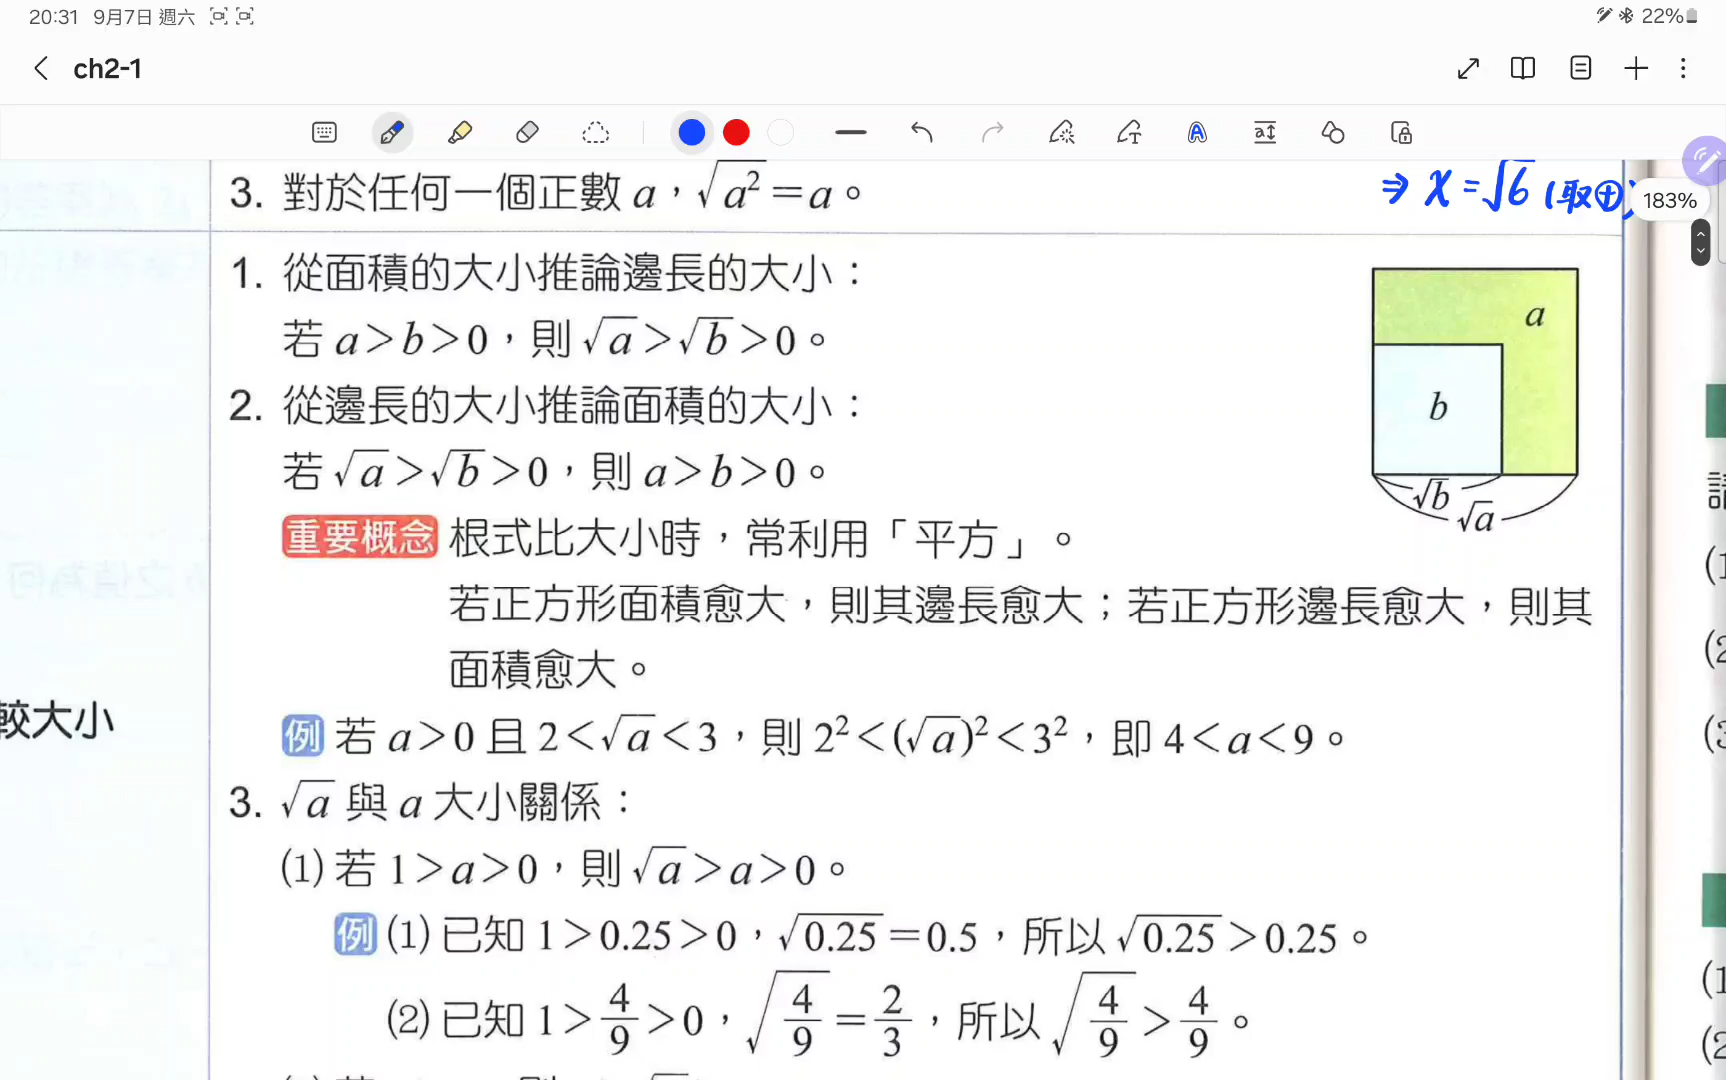 20:31 9月7日 週六 22%
ch2-1
183%
3. 對於任何一個正數 a，√a² = a。
⇒ x = √6 (取⊕)
1. 從面積的大小推論邊長的大小：
若 a > b > 0，則 √a > √b > 0。
2. 從邊長的大小推論面積的大小：
若 √a > √b > 0，則 a > b > 0。
a
b
√b
√a
重要概念 根式比大小時，常利用「平方」。
若正方形面積愈大，則其邊長愈大；若正方形邊長愈大，則其
面積愈大。
較大小
例 若 a > 0 且 2 < √a < 3，則 2² < (√a)² < 3²，即 4 < a < 9。
3. √a 與 a 大小關係：
(1) 若 1 > a > 0，則 √a > a > 0。
例 (1) 已知 1 > 0.25 > 0，√0.25 = 0.5，所以 √0.25 > 0.25。
(2) 已知 1 > 4/9 > 0，√(4/9) = 2/3，所以 √(4/9) > 4/9。